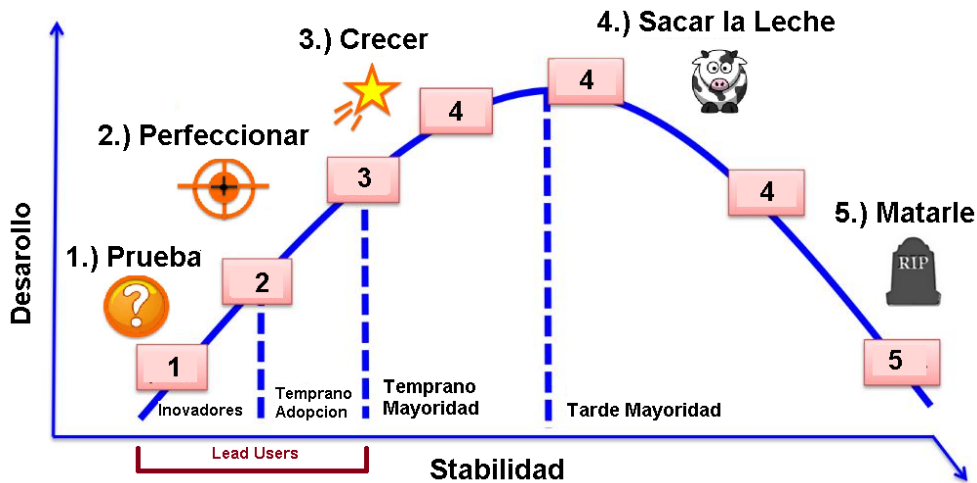 4.) Sacar la Leche
3.) Crecer
4
4
2.) Perfeccionar
3
4
5.) Matarle
RIP
1.) Prueba
?
2
Desarollo
1
5
Inovadores
Temprano
Adopcion
Temprano
Mayoridad
Tarde Mayoridad
Lead Users
Stabilidad